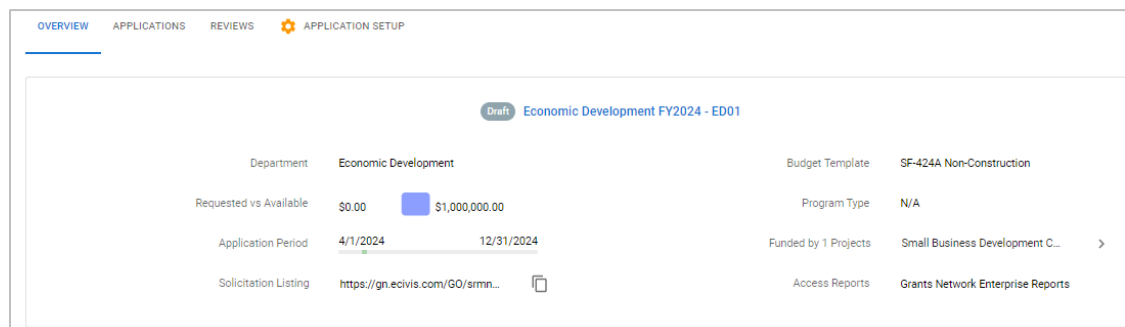 OVERVIEW APPLICATIONS REVIEWS APPLICATION SETUP
Draft Economic Development FY2024 - ED01
Department Economic Development Budget Template SF-424A Non-Construction
Requested vs Available $0.00 $1,000,000.00 Program Type N/A
Application Period 4/1/2024 12/31/2024 Funded by 1 Projects Small Business Development C...
Solicitation Listing https://gn.ecivis.com/GO/srmn... Access Reports Grants Network Enterprise Reports